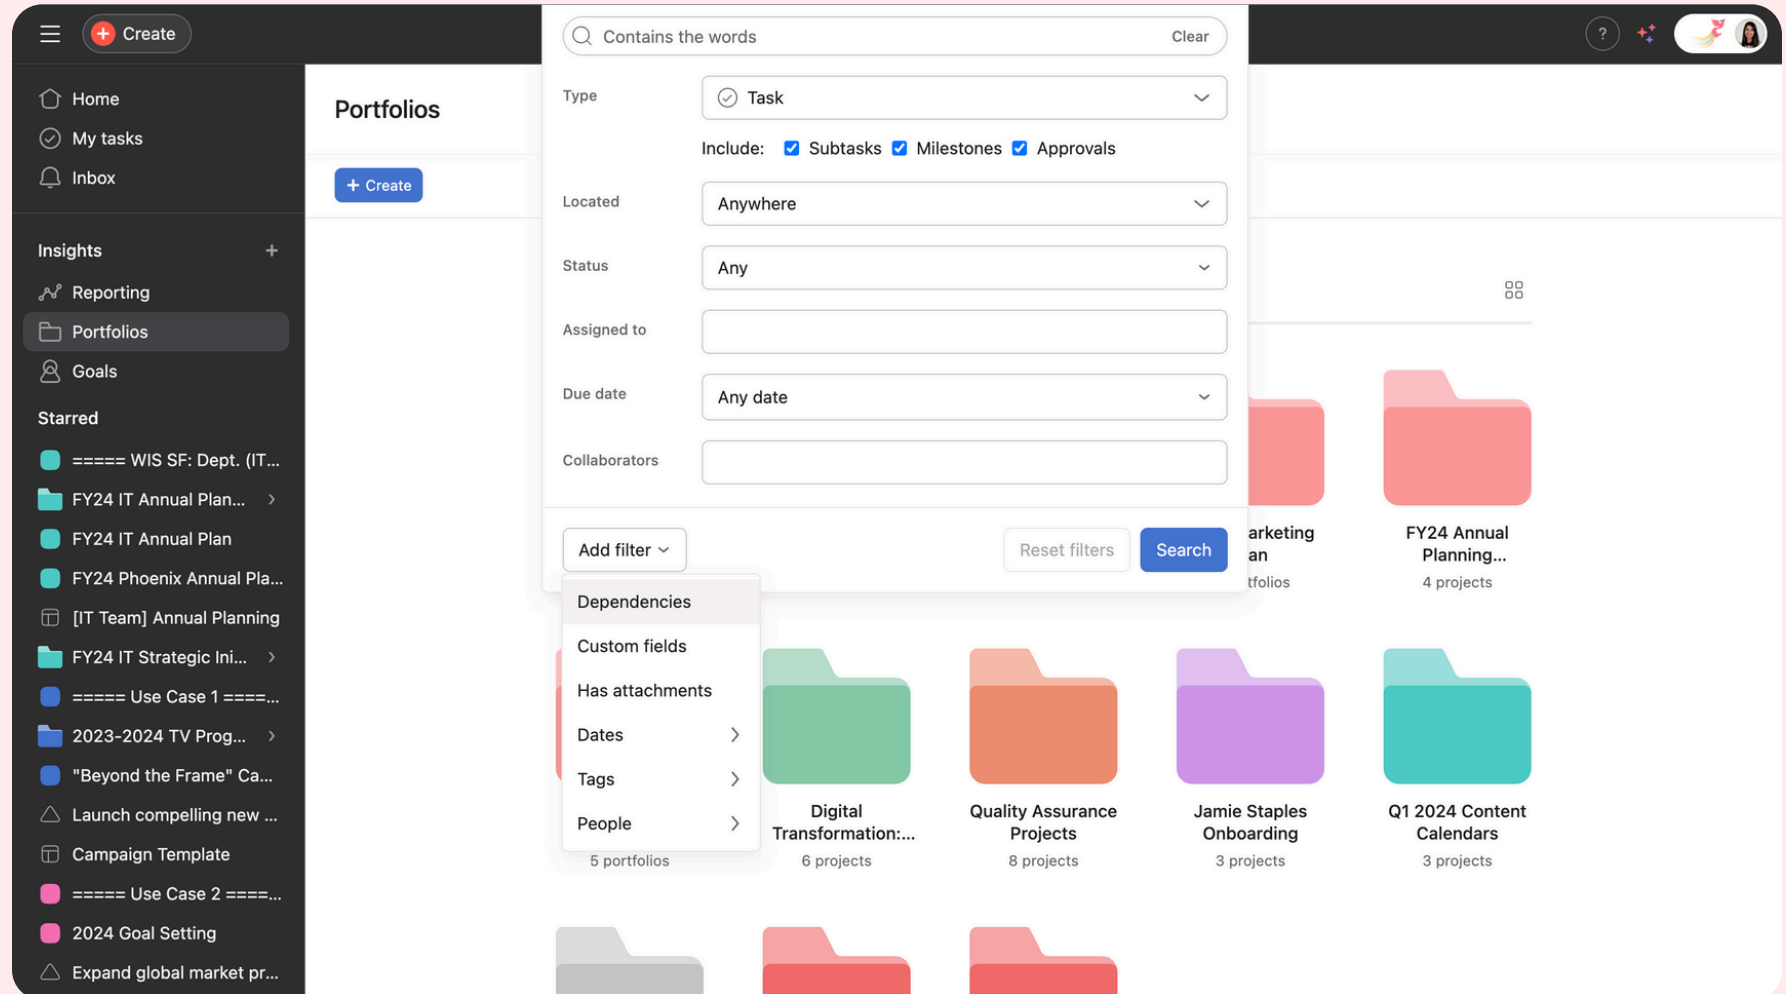 Create
Contains the words
Clear
?
Home
My tasks
Inbox
Insights
Reporting
Portfolios
Goals
Starred
===== WIS SF: Dept. (IT...
FY24 IT Annual Plan...
FY24 IT Annual Plan
FY24 Phoenix Annual Pla...
[IT Team] Annual Planning
FY24 IT Strategic Ini...
===== Use Case 1 ====...
2023-2024 TV Prog...
"Beyond the Frame" Ca...
Launch compelling new ...
Campaign Template
===== Use Case 2 ====...
2024 Goal Setting
Expand global market pr...
Portfolios
+ Create
Type
Task
Include: Subtasks Milestones Approvals
Located
Anywhere
Status
Any
Assigned to
Due date
Any date
Collaborators
Add filter
Reset filters
Search
Dependencies
Custom fields
Has attachments
Dates
Tags
People
arketing
an
tfolios
FY24 Annual
Planning...
4 projects
5 portfolios
Digital
Transformation:...
6 projects
Quality Assurance
Projects
8 projects
Jamie Staples
Onboarding
3 projects
Q1 2024 Content
Calendars
3 projects